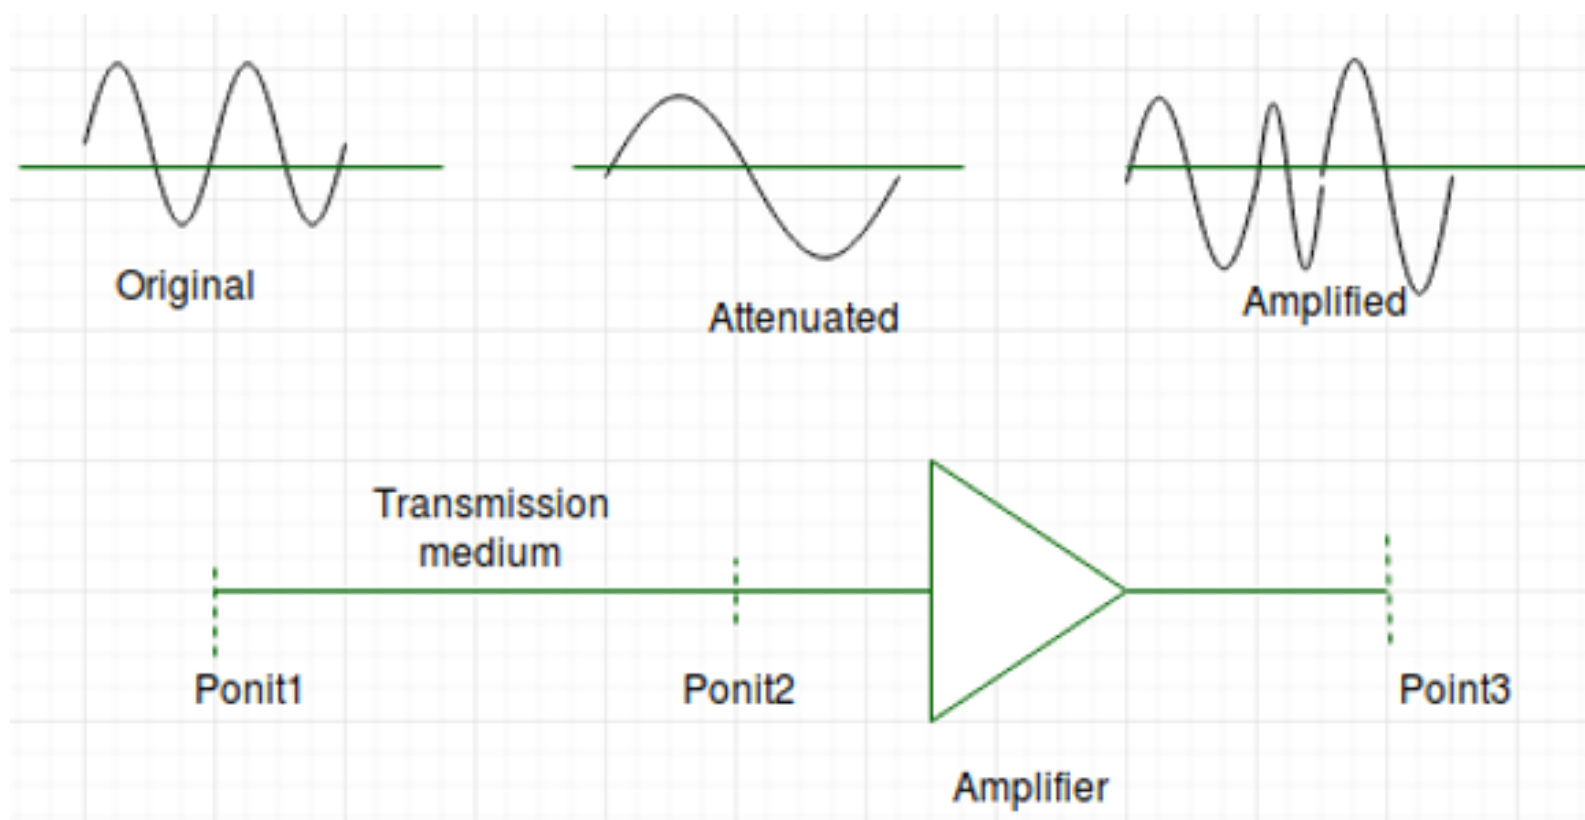 Original
Attenuated
Amplified
Transmission
medium
Ponit1
Ponit2
Point3
Amplifier